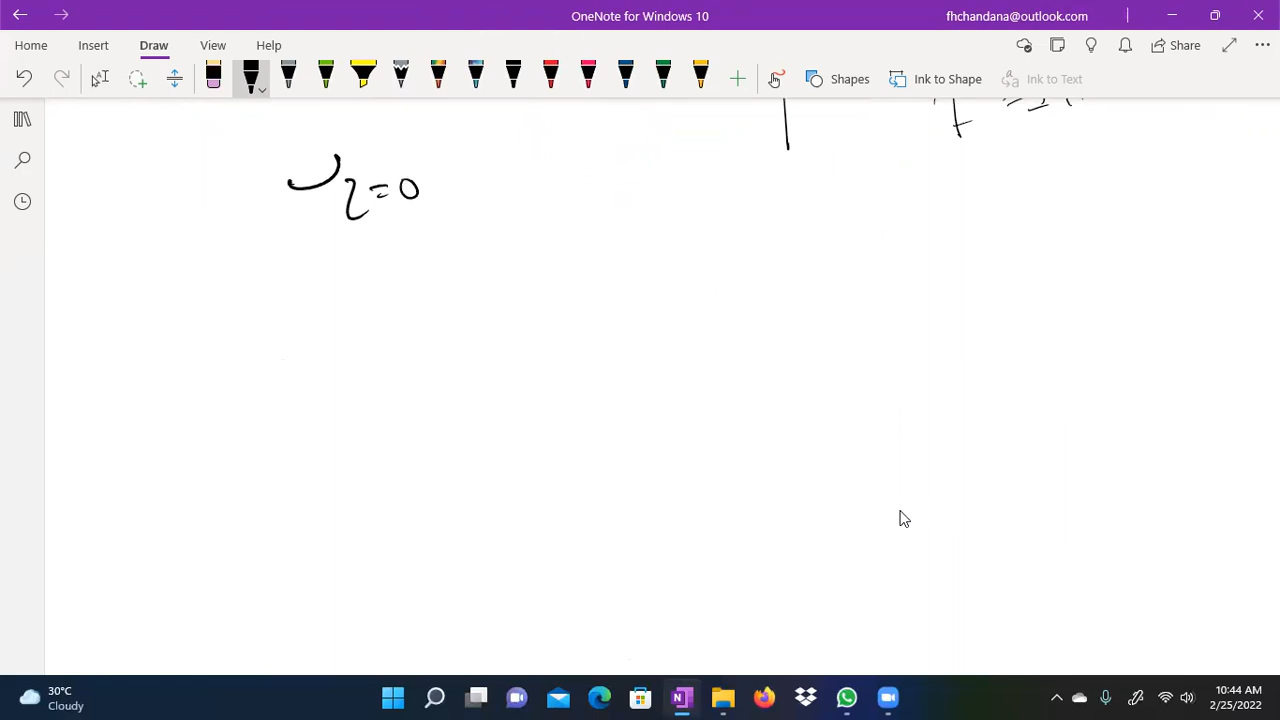 OneNote for Windows 10
fhchandana@outlook.com
Home
Insert
Draw
View
Help
Share
Shapes
Ink to Shape
Ink to Text
=0
30°C
Cloudy
10:44 AM
2/25/2022